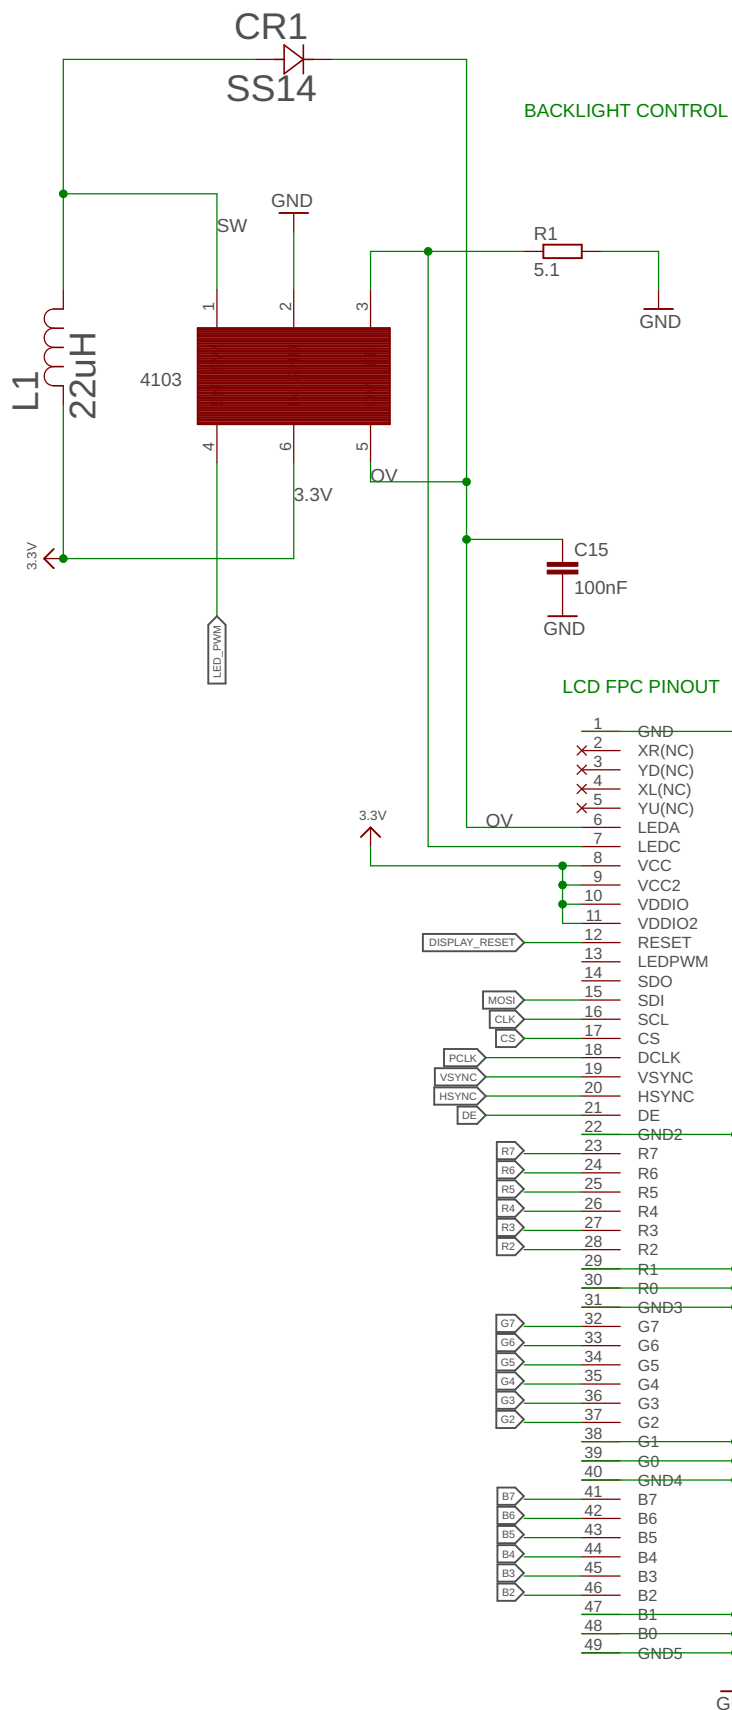 CR1
SS14
BACKLIGHT CONTROL
GND
SW
R1
5.1
GND
1
2
3
L1
22uH
4103
4
6
5
OV
3.3V
3.3V
C15
100nF
GND
LED_PWM
LCD FPC PINOUT
1 GND
2 XR(NC)
3 YD(NC)
4 XL(NC)
5 YU(NC)
OV 6 LEDA
7 LEDC
3.3V
8 VCC
9 VCC2
10 VDDIO
11 VDDIO2
DISPLAY_RESET 12 RESET
13 LEDPWM
14 SDO
MOSI 15 SDI
CLK 16 SCL
CS 17 CS
PCLK 18 DCLK
VSYNC 19 VSYNC
HSYNC 20 HSYNC
DE 21 DE
22 GND2
R7 23 R7
R6 24 R6
R5 25 R5
R4 26 R4
R3 27 R3
R2 28 R2
29 R1
30 R0
31 GND3
G7 32 G7
G6 33 G6
G5 34 G5
G4 35 G4
G3 36 G3
G2 37 G2
38 G1
39 G0
40 GND4
B7 41 B7
B6 42 B6
B5 43 B5
B4 44 B4
B3 45 B3
B2 46 B2
47 B1
48 B0
49 GND5